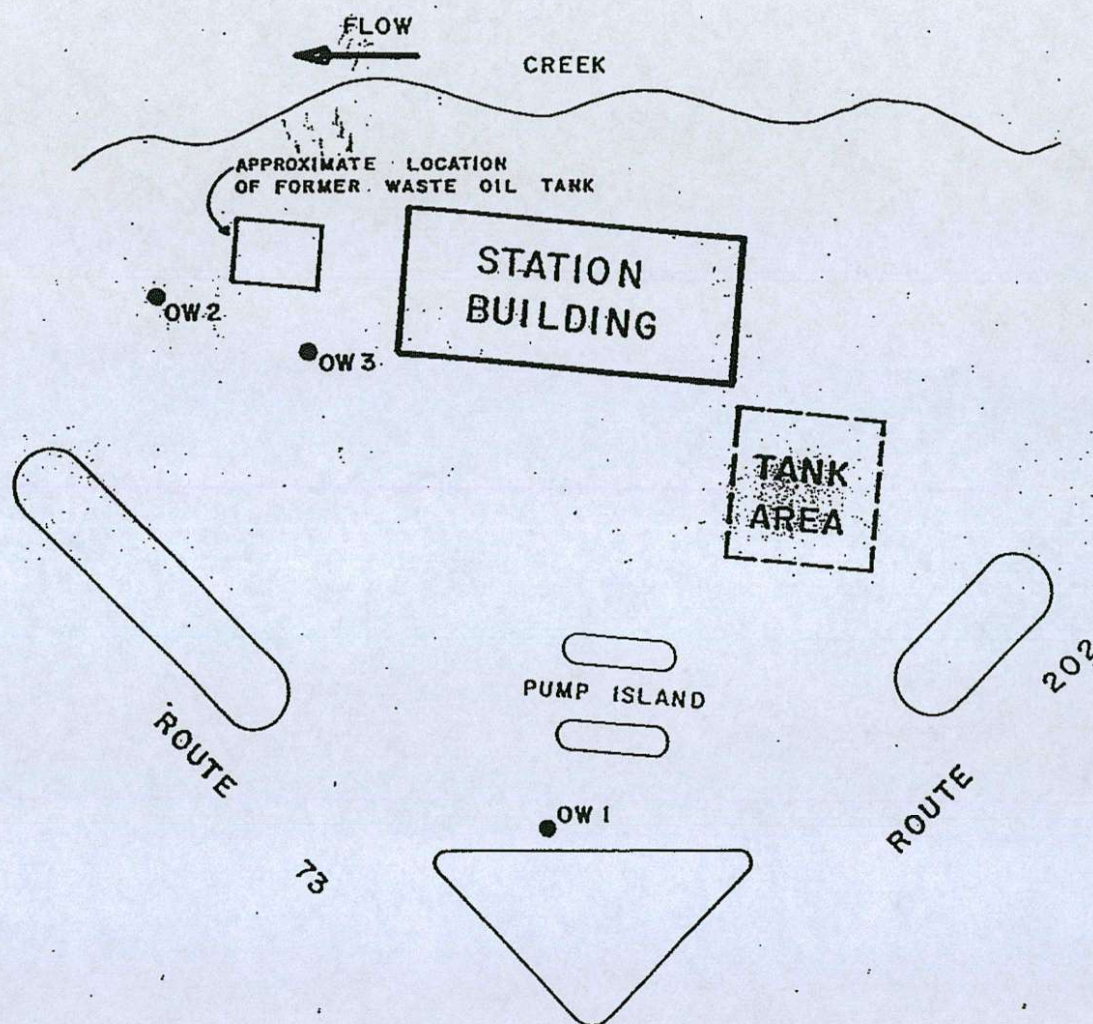 FLOW
CREEK
APPROXIMATE LOCATION
OF FORMER WASTE OIL TANK
STATION
BUILDING
OW 2
OW 3
TANK
AREA
PUMP ISLAND
ROUTE
73
ROUTE
202
OW 1